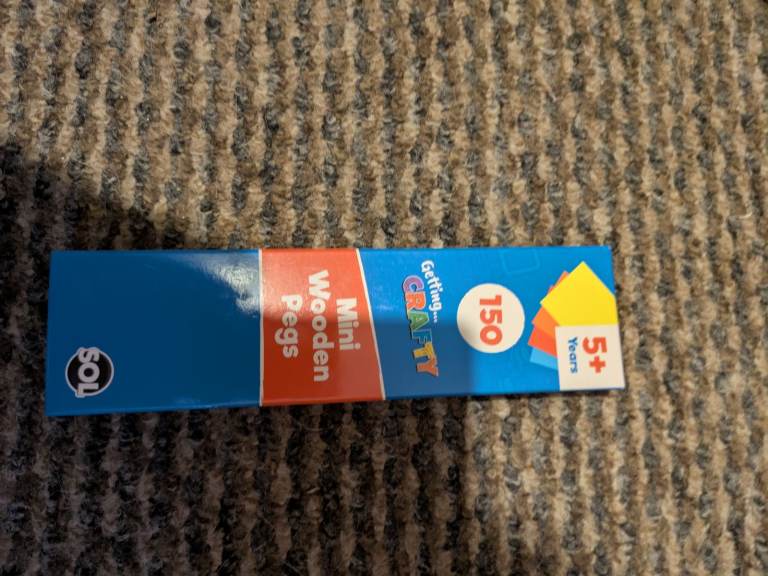 5+
Years
150
Getting...
CRAFTY
Mini
Wooden
Pegs
SOL